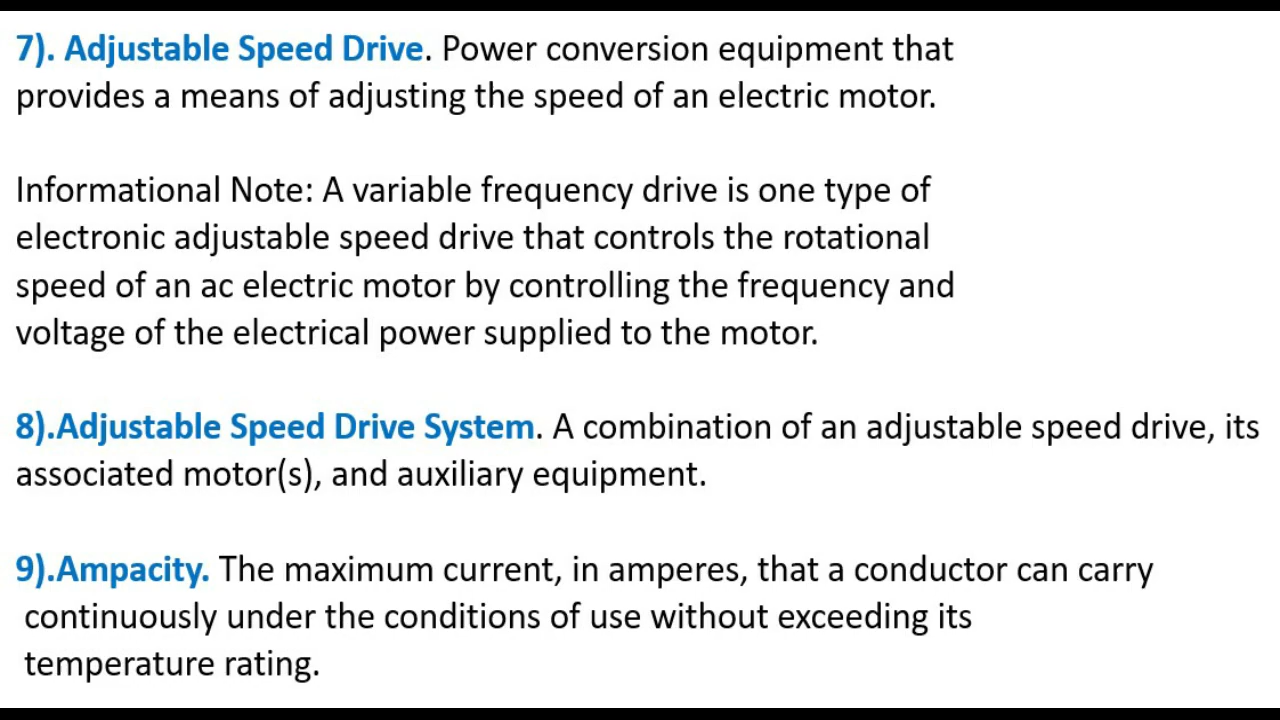 7). Adjustable Speed Drive. Power conversion equipment that
provides a means of adjusting the speed of an electric motor.
Informational Note: A variable frequency drive is one type of
electronic adjustable speed drive that controls the rotational
speed of an ac electric motor by controlling the frequency and
voltage of the electrical power supplied to the motor.
8).Adjustable Speed Drive System. A combination of an adjustable speed drive, its
associated motor(s), and auxiliary equipment.
9).Ampacity. The maximum current, in amperes, that a conductor can carry
continuously under the conditions of use without exceeding its
temperature rating.